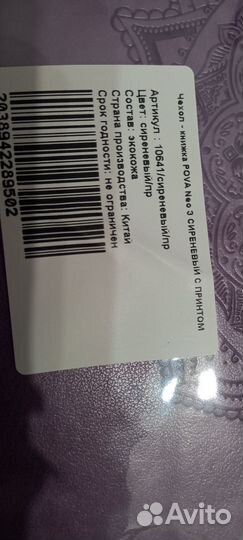 Чехол - книжка POVA Neo 3 СИРЕНЕВЫЙ С ПРИНТОМ
Артикул : 10641/сиреневый/пр
Цвет: сиреневый/пр
Состав: экокожа
Страна производства: Китай
Срок годности: не ограничен
2038942289502
Avito